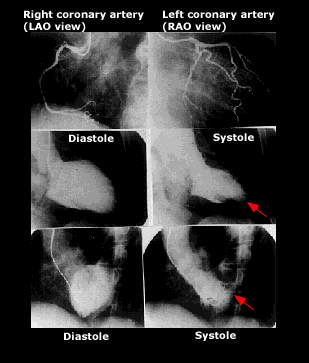 Right coronary artery
(LAO view)
Left coronary artery
(RAO view)
Diastole
Systole
Diastole
Systole